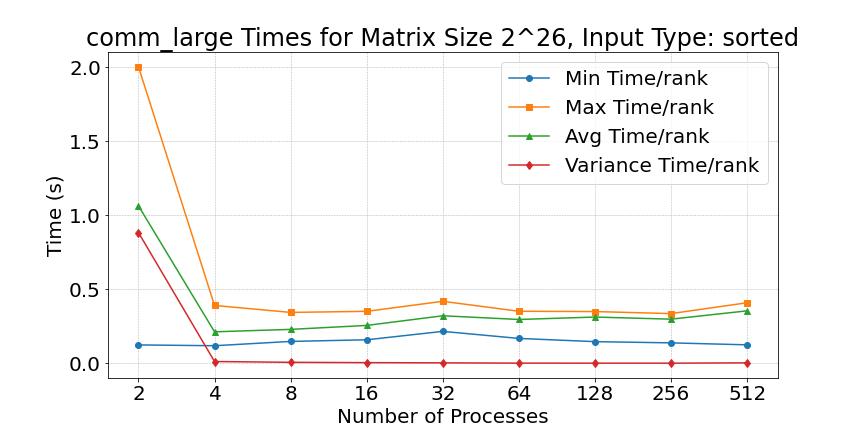 comm_large Times for Matrix Size 2^26, Input Type: sorted
Min Time/rank
Max Time/rank
Avg Time/rank
Variance Time/rank
Time (s)
2.0
1.5
1.0
0.5
0.0
2 4 8 16 32 64 128 256 512
Number of Processes